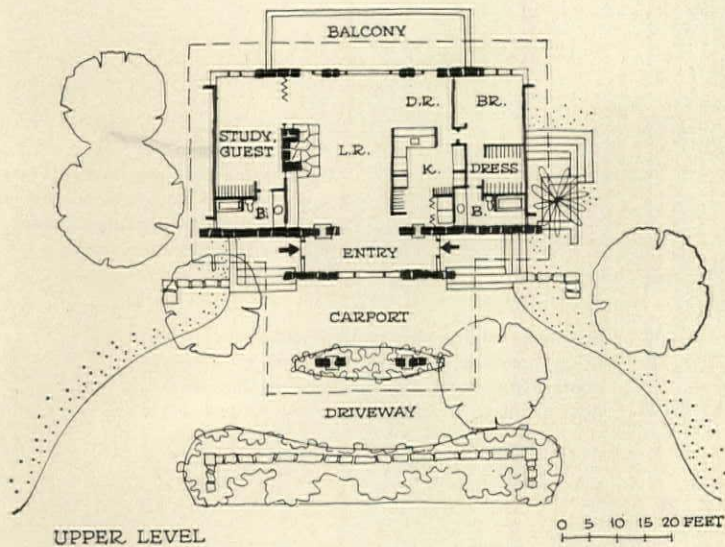 BALCONY
D.R.
BR.
STUDY,
GUEST
L.R.
K.
DRESS
B.
B.
ENTRY
CARPORT
DRIVEWAY
UPPER LEVEL
0 5 10 15 20 FEET